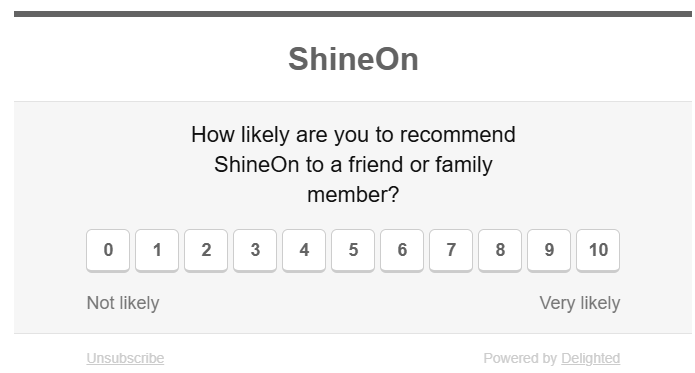 ShineOn
How likely are you to recommend
ShineOn to a friend or family
member?
0 1 2 3 4 5 6 7 8 9 10
Not likely Very likely
Unsubscribe Powered by Delighted